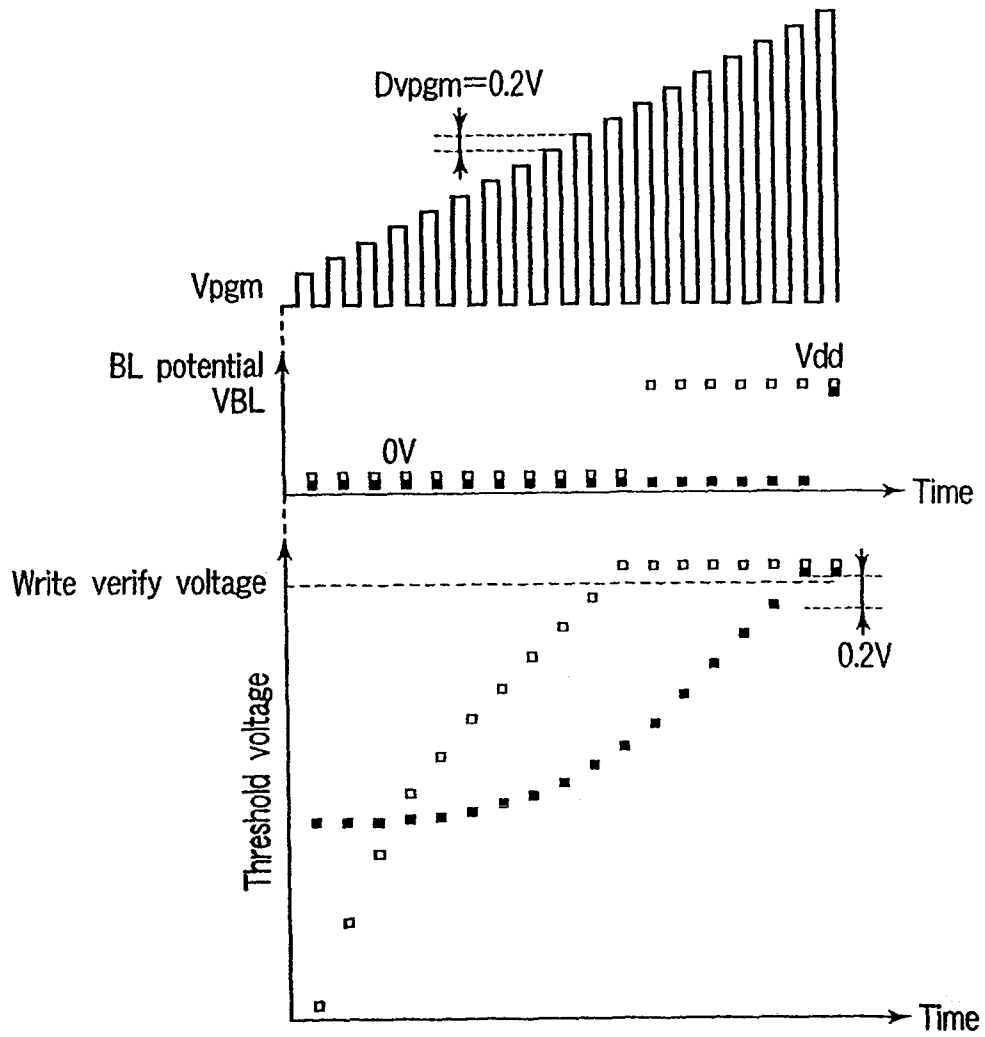 Dvpgm=0.2V
Vpgm
BL potential
VBL
Vdd
0V
Time
Write verify voltage
0.2V
Threshold voltage
Time